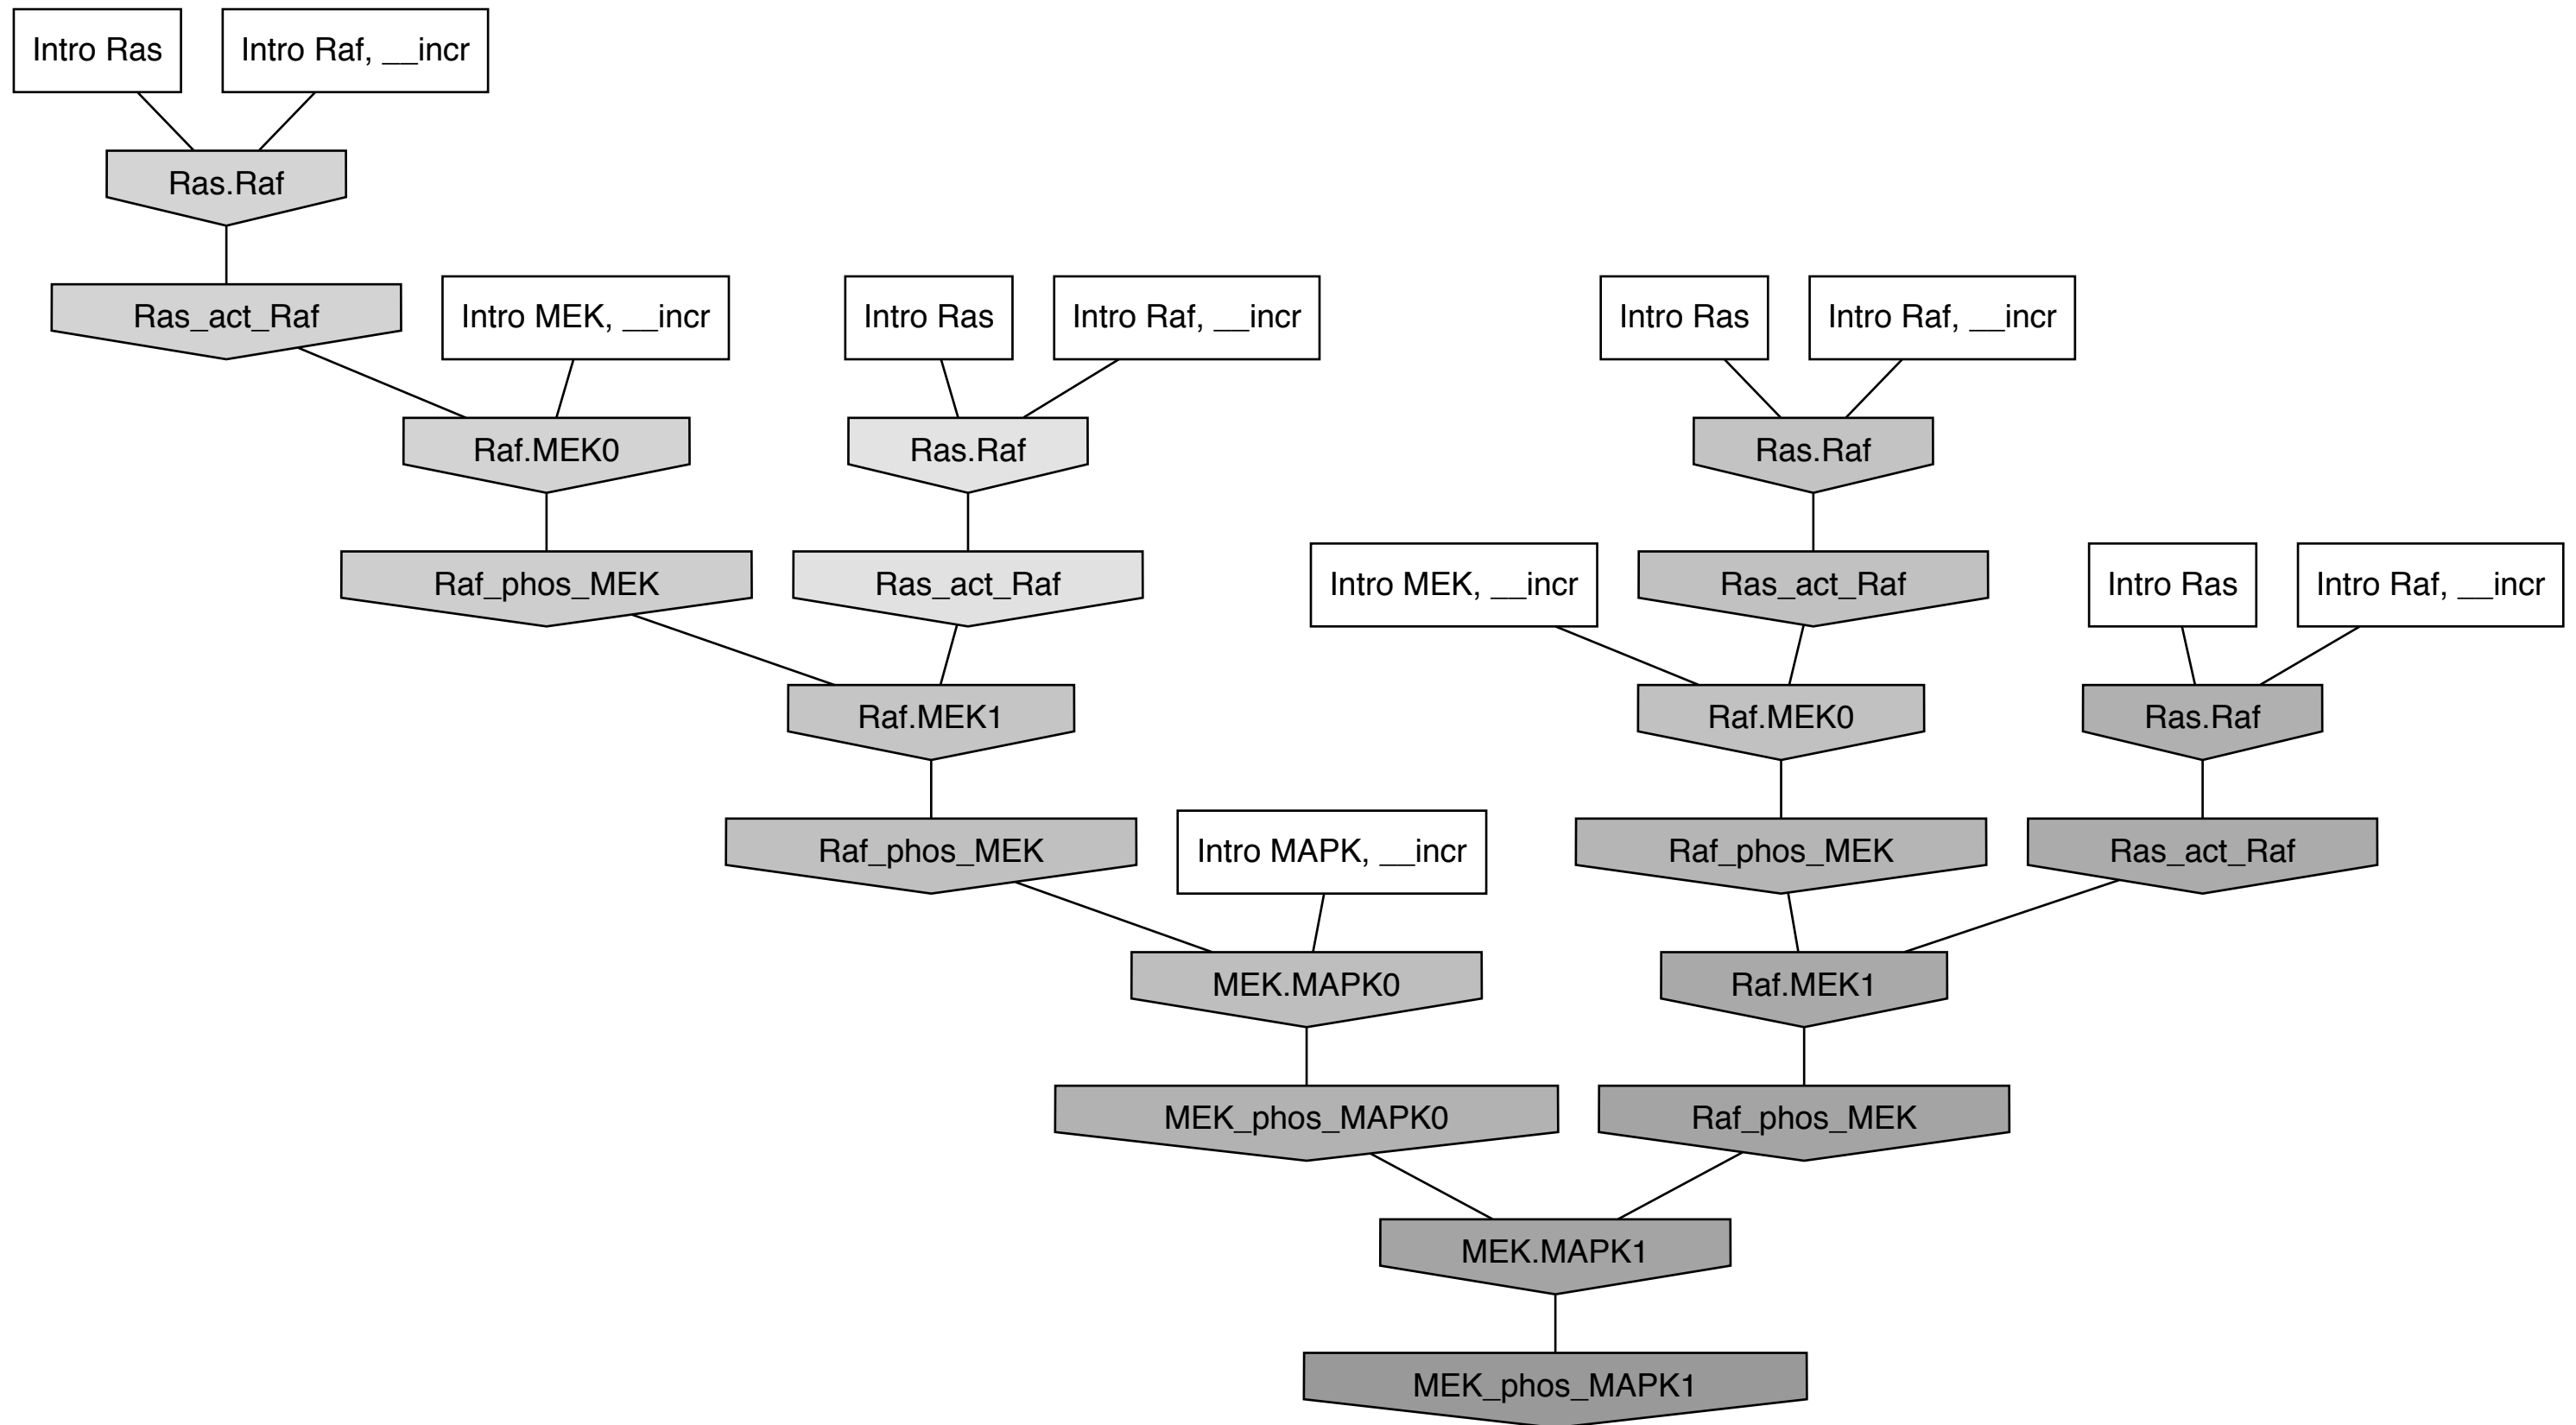 Intro Ras
Intro Raf, __incr
Ras.Raf
Ras_act_Raf
Intro MEK, __incr
Intro Ras
Intro Raf, __incr
Intro Ras
Intro Raf, __incr
Raf.MEK0
Ras.Raf
Ras.Raf
Raf_phos_MEK
Ras_act_Raf
Intro MEK, __incr
Ras_act_Raf
Intro Ras
Intro Raf, __incr
Raf.MEK1
Raf.MEK0
Ras.Raf
Raf_phos_MEK
Intro MAPK, __incr
Raf_phos_MEK
Ras_act_Raf
MEK.MAPK0
Raf.MEK1
MEK_phos_MAPK0
Raf_phos_MEK
MEK.MAPK1
MEK_phos_MAPK1